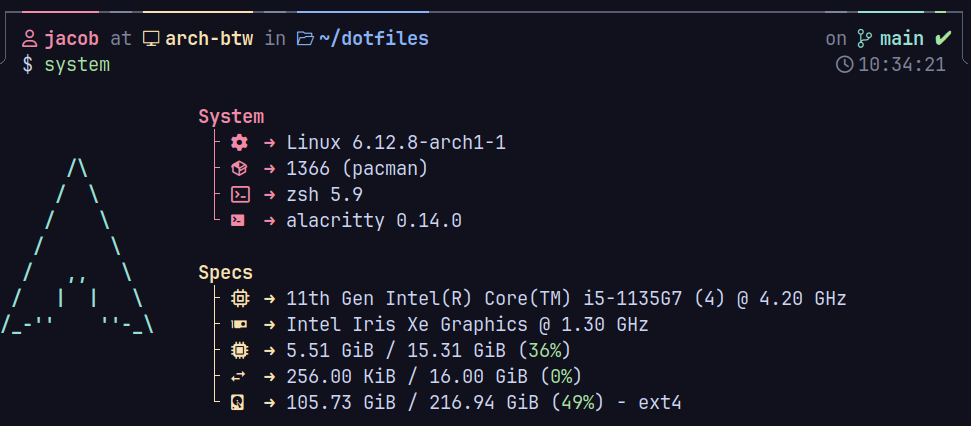 jacob at arch-btw in ~/dotfiles on main ✔
$ system 10:34:21
System
→ Linux 6.12.8-arch1-1
→ 1366 (pacman)
→ zsh 5.9
→ alacritty 0.14.0
/\
/  \
/    \
/      \
/   ,,   \
/   |  |   \
/_-''    ''-_\
Specs
→ 11th Gen Intel(R) Core(TM) i5-1135G7 (4) @ 4.20 GHz
→ Intel Iris Xe Graphics @ 1.30 GHz
→ 5.51 GiB / 15.31 GiB (36%)
→ 256.00 KiB / 16.00 GiB (0%)
→ 105.73 GiB / 216.94 GiB (49%) - ext4